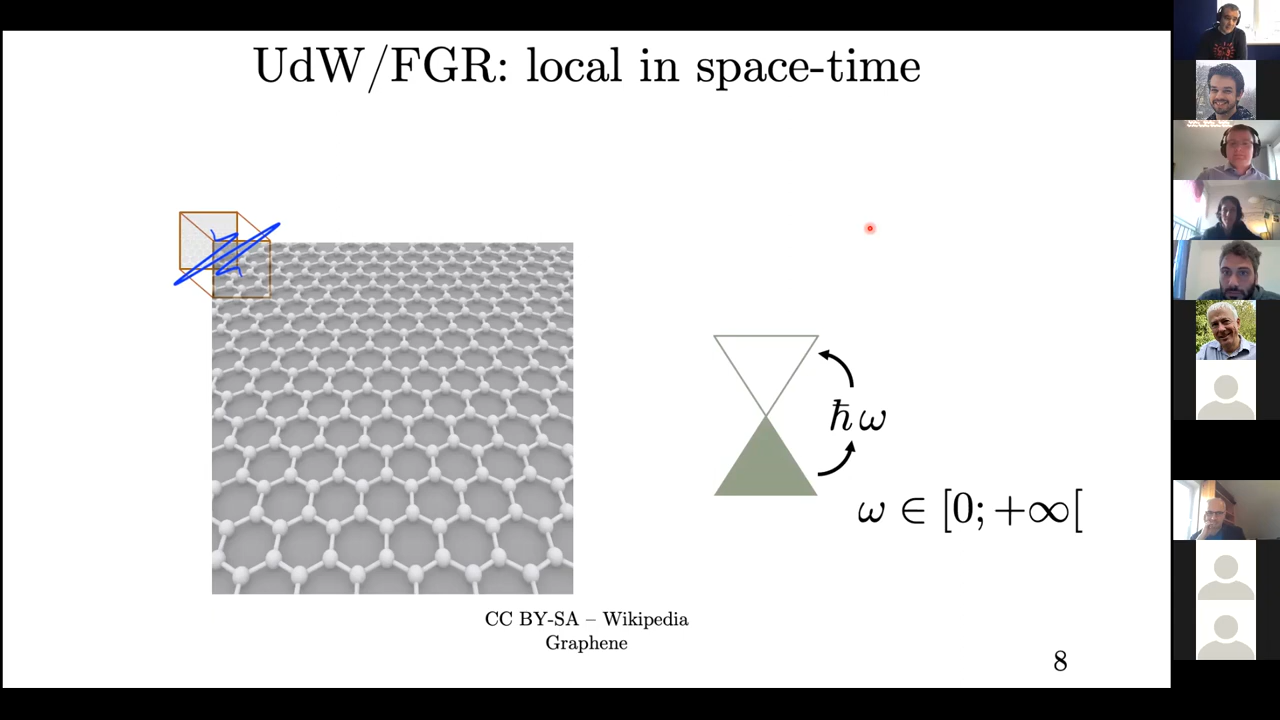 UdW/FGR: local in space-time
ℏω
ω ∈ [0; +∞[
CC BY-SA – Wikipedia
Graphene
8